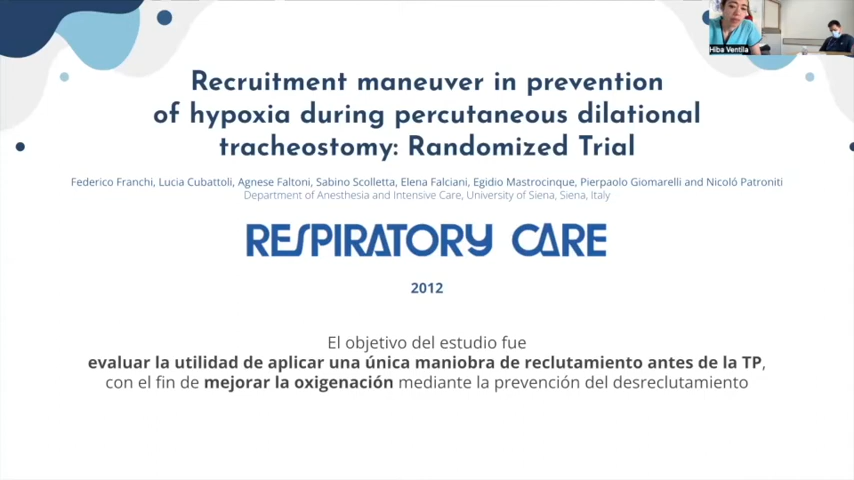 Hiba Ventila
Recruitment maneuver in prevention
of hypoxia during percutaneous dilational
tracheostomy: Randomized Trial
Federico Franchi, Lucia Cubattoli, Agnese Faltoni, Sabino Scolletta, Elena Falciani, Egidio Mastrocinque, Pierpaolo Giomarelli and Nicoló Patroniti
Department of Anesthesia and Intensive Care, University of Siena, Siena, Italy
RESPIRATORY CARE
2012
El objetivo del estudio fue
evaluar la utilidad de aplicar una única maniobra de reclutamiento antes de la TP,
con el fin de mejorar la oxigenación mediante la prevención del desreclutamiento